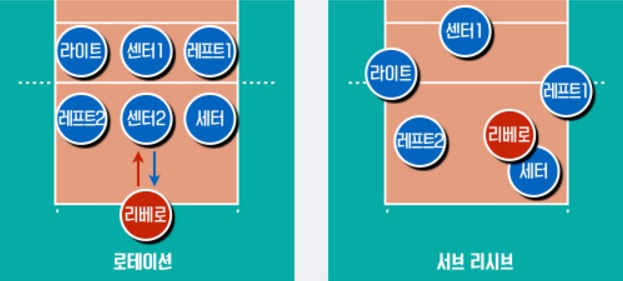 라이트 센터1 레프트1
레프트2 센터2 세터
리베로
로테이션
센터1
라이트
레프트1
리베로
레프트2
세터
서브 리시브